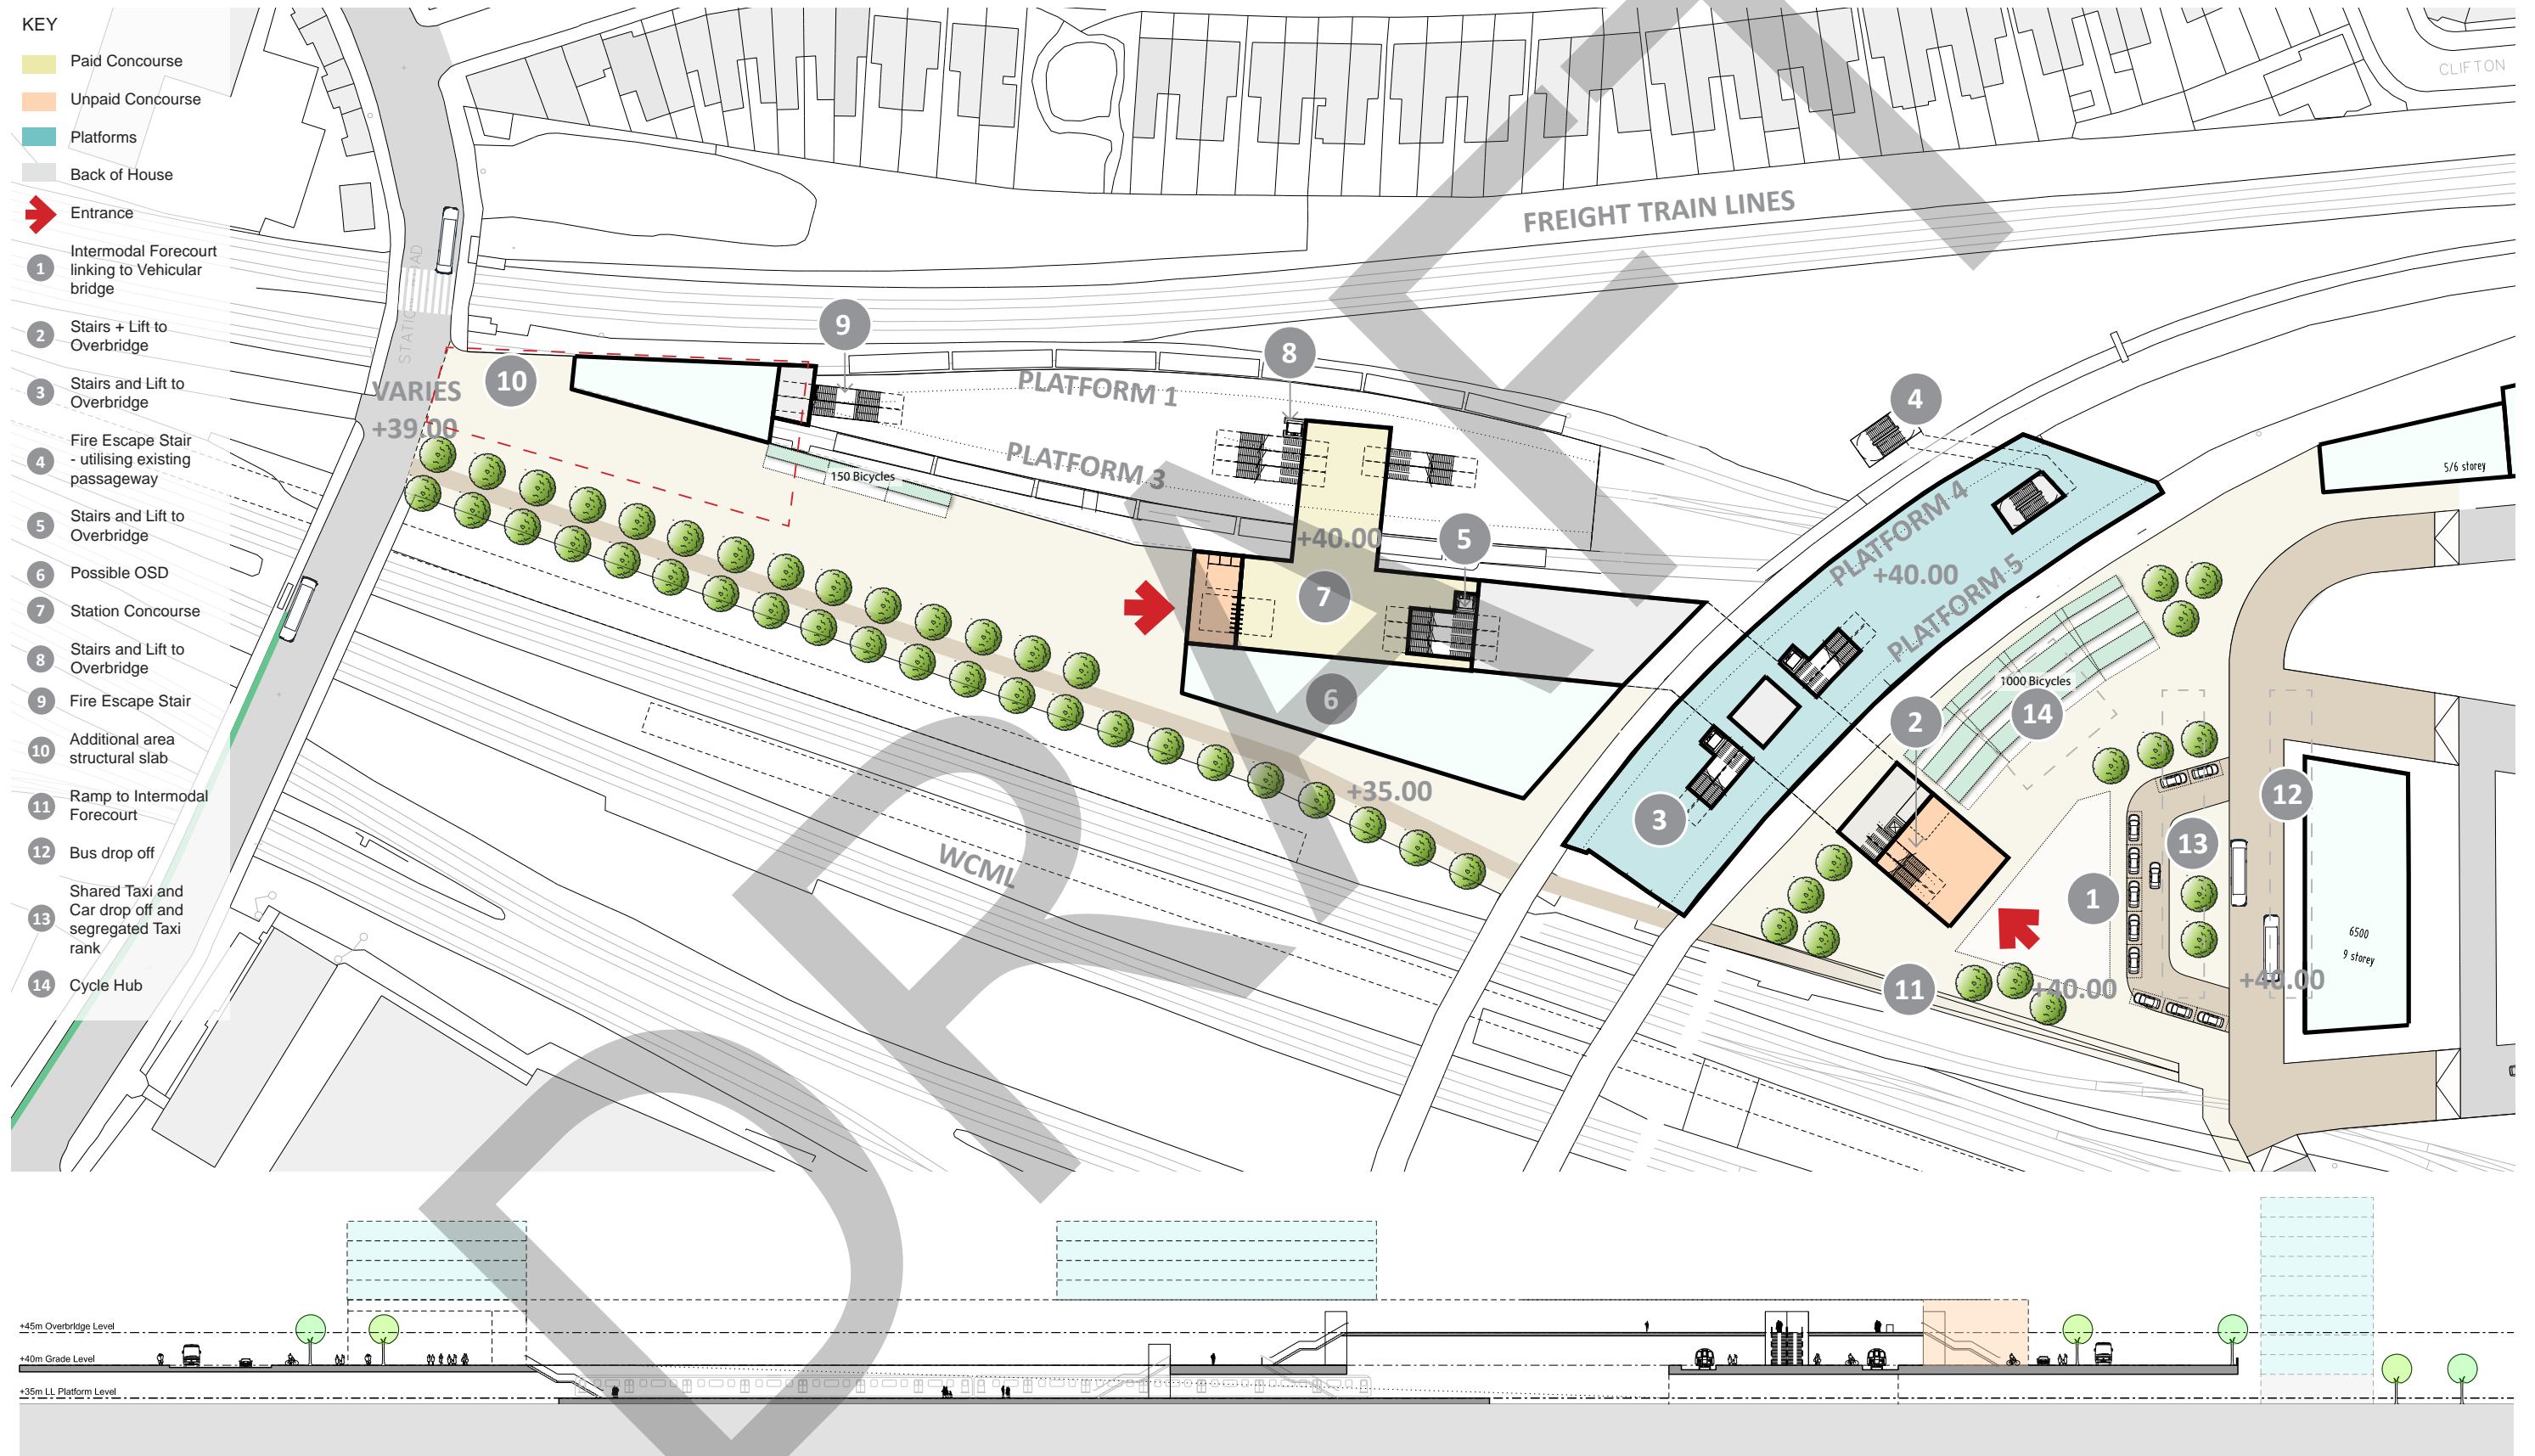 KEY
Paid Concourse
Unpaid Concourse
Platforms
Back of House
Entrance
1
Intermodal Forecourt
linking to Vehicular
bridge
2
Stairs + Lift to
Overbridge
3
Stairs and Lift to
Overbridge
4
Fire Escape Stair
- utilising existing
passageway
5
Stairs and Lift to
Overbridge
6
Possible OSD
7
Station Concourse
8
Stairs and Lift to
Overbridge
9
Fire Escape Stair
10
Additional area
structural slab
11
Ramp to Intermodal
Forecourt
12
Bus drop off
13
Shared Taxi and
Car drop off and
segregated Taxi
rank
14
Cycle Hub
CLIFTON
FREIGHT TRAIN LINES
STATION ROAD
VARIES
+39.00
10
9
8
4
PLATFORM 1
PLATFORM 3
150 Bicycles
+40.00
5
7
6
+35.00
WCML
PLATFORM 4
+40.00
PLATFORM 5
3
2
1000 Bicycles
14
5/6 storey
12
13
1
11
+40.00
+40.00
6500
9 storey
DRAFT
+45m Overbridge Level
+40m Grade Level
+35m LL Platform Level